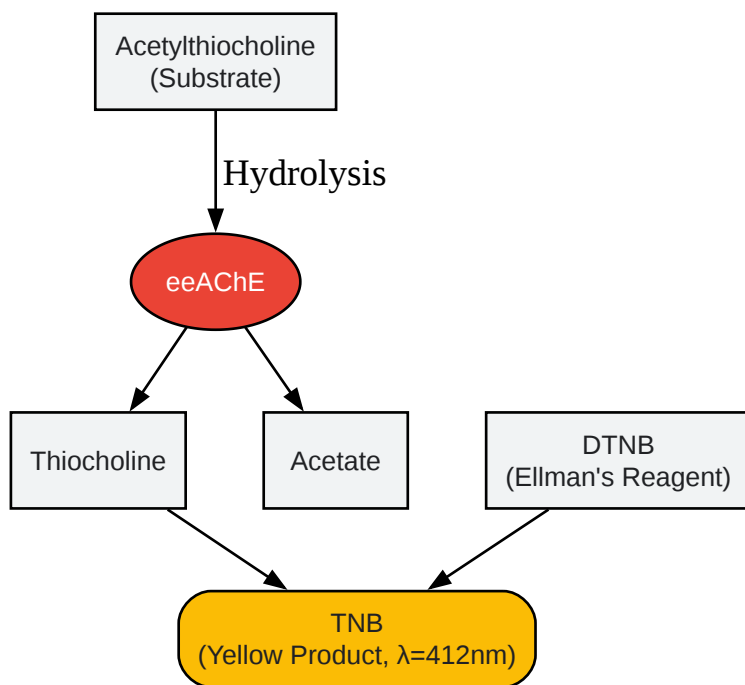 Acetylthiocholine
(Substrate)
Hydrolysis
eeAChE
Thiocholine
Acetate
DTNB
(Ellman's Reagent)
TNB
(Yellow Product, λ=412nm)